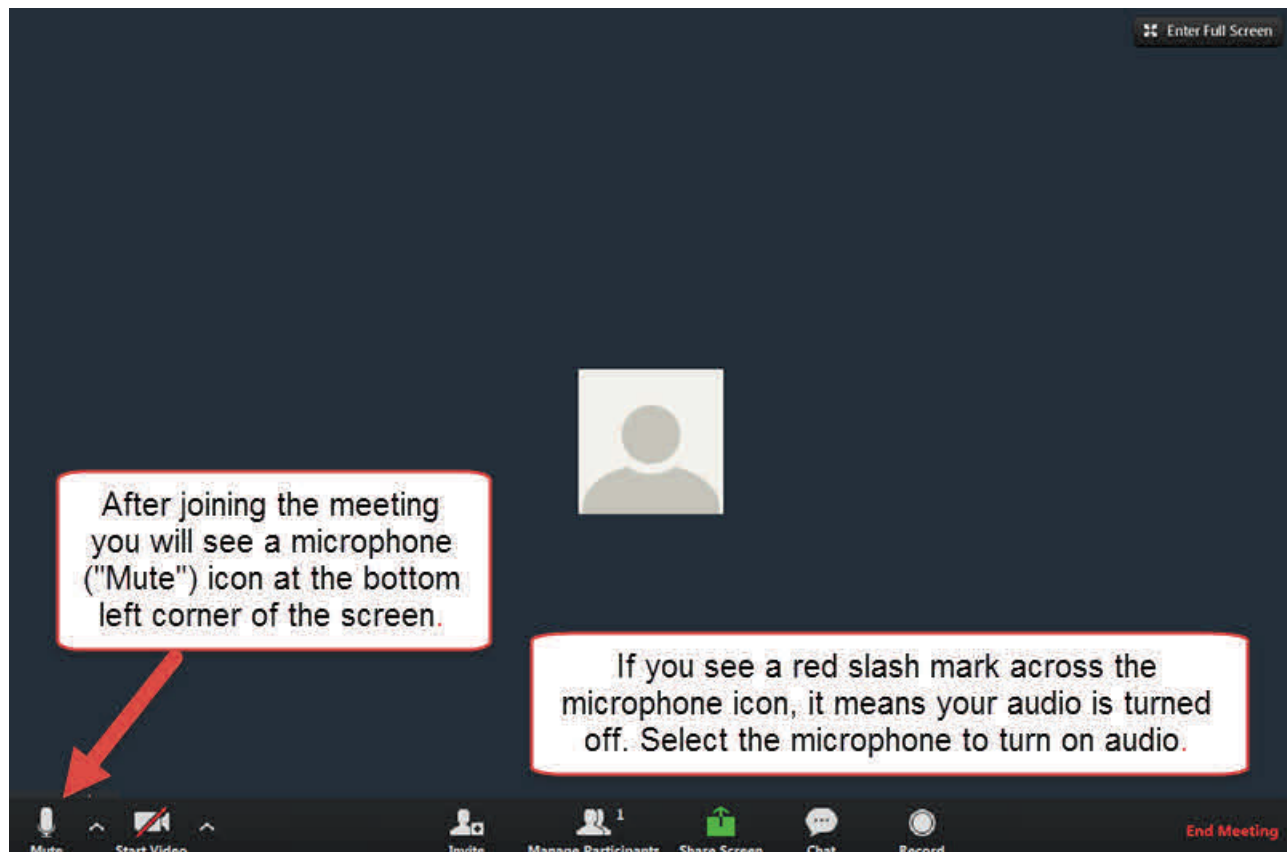 Enter Full Screen
After joining the meeting
you will see a microphone
("Mute") icon at the bottom
left corner of the screen.
If you see a red slash mark across the
microphone icon, it means your audio is turned
off. Select the microphone to turn on audio.
1
End Meeting
Mute Start Video Invite Manage Participants Share Screen Chat Record